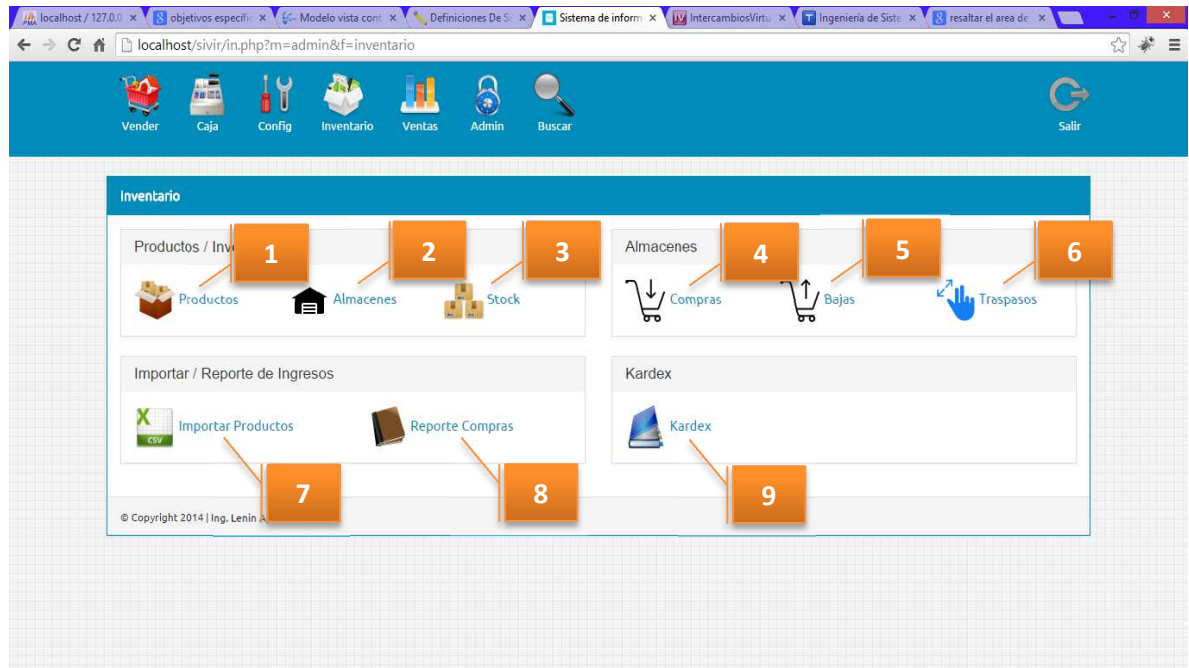 localhost / 127.0.0
objetivos específic
Modelo vista cont
Definiciones De Si
Sistema de inform
IntercambiosVirtu
Ingeniería de Siste
resaltar el area de
localhost/sivir/in.php?m=admin&f=inventario
Vender Caja Config Inventario Ventas Admin Buscar Salir
Inventario
Productos /
1 2 3
Almacenes
4 5 6
Productos Almacenes Stock
Compras Bajas Traspasos
Importar / Reporte de Ingresos
Kardex
X CSV
Importar Productos Reporte Compras
Kardex
7 8 9
© Copyright 2014 | Ing. Lenin